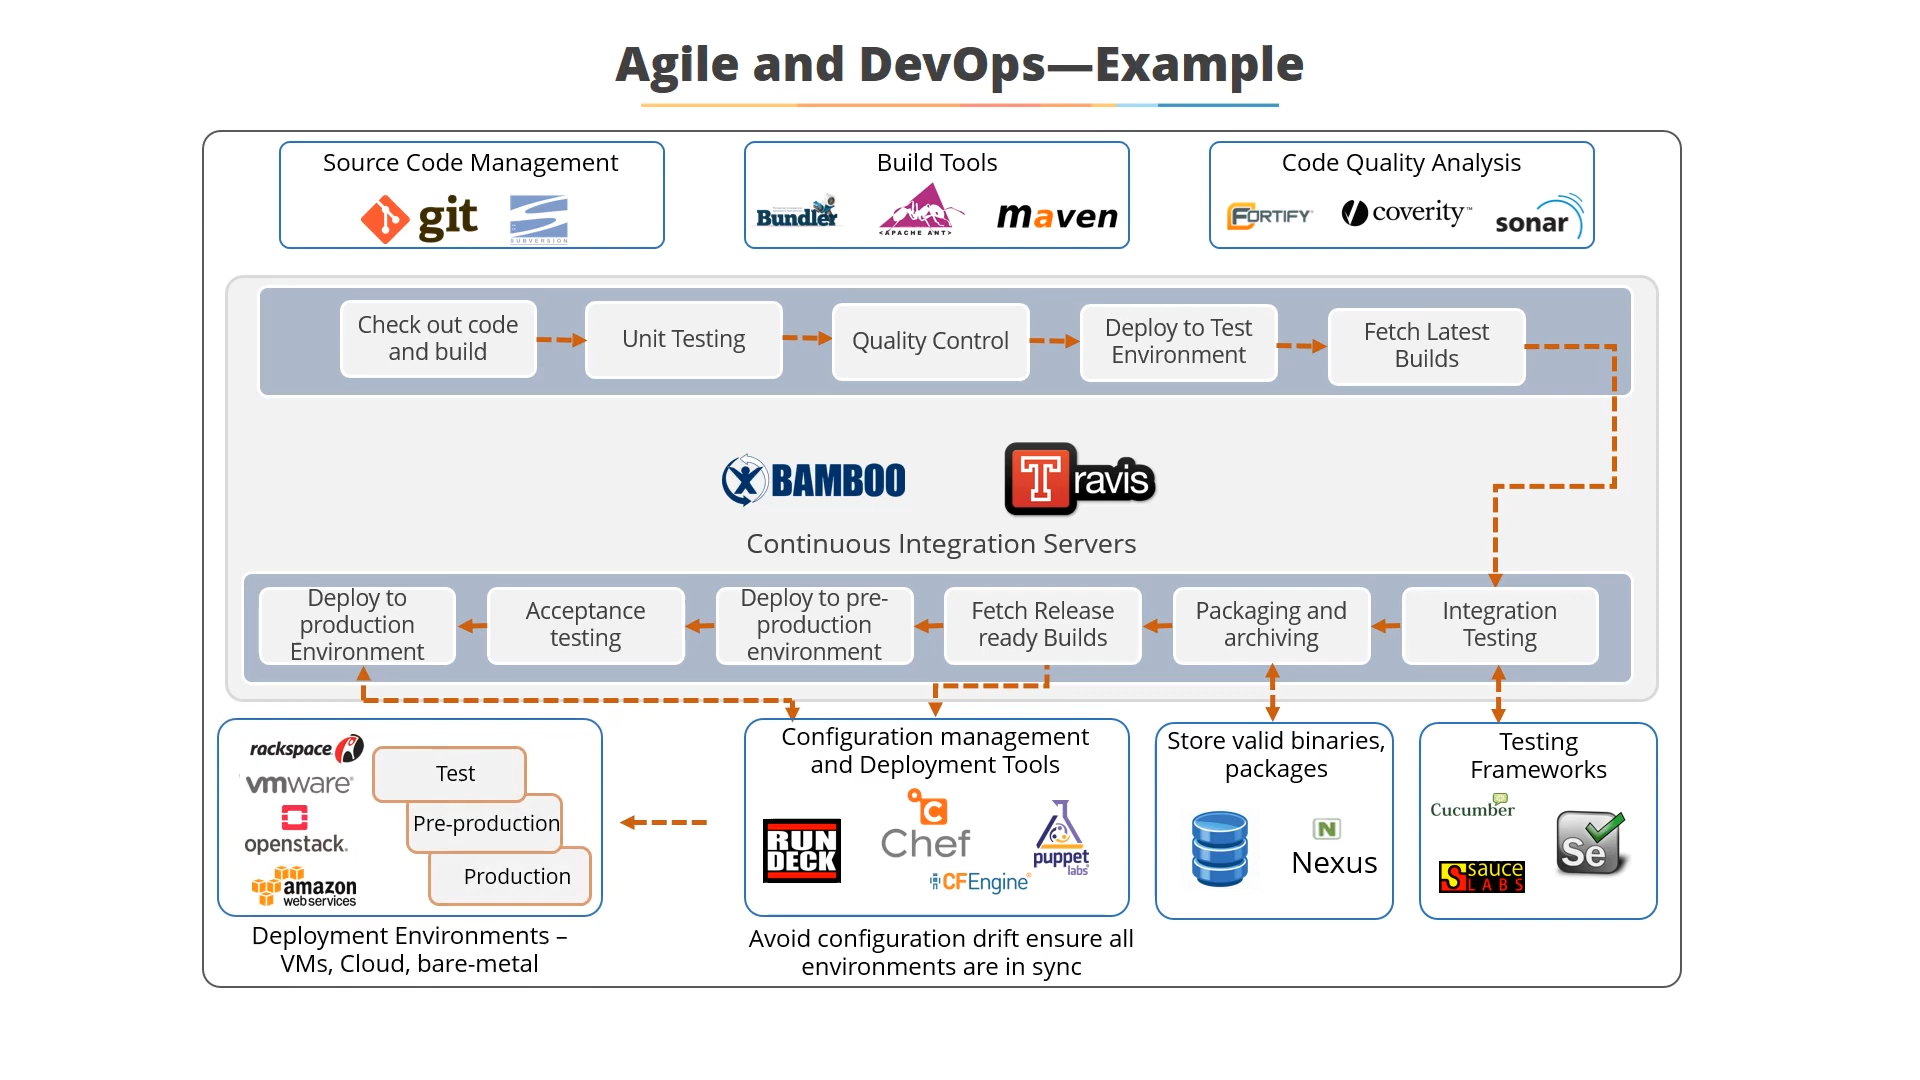 Agile and DevOps—Example
Source Code Management
git
SUBVERSION
Build Tools
Bundler
<APACHE ANT>
maven
Code Quality Analysis
FORTIFY
coverity™
sonar
Check out code
and build
Unit Testing
Quality Control
Deploy to Test
Environment
Fetch Latest
Builds
BAMBOO
Travis
Continuous Integration Servers
Deploy to
production
Environment
Acceptance
testing
Deploy to pre-
production
environment
Fetch Release
ready Builds
Packaging and
archiving
Integration
Testing
rackspace
vmware®
openstack.
amazon
webservices
Test
Pre-production
Production
Deployment Environments –
VMs, Cloud, bare-metal
Configuration management
and Deployment Tools
RUN
DECK
Chef
puppet
labs
CFEngine
Avoid configuration drift ensure all
environments are in sync
Store valid binaries,
packages
N
Nexus
Testing
Frameworks
Cucumber
sauce
LABS
Se